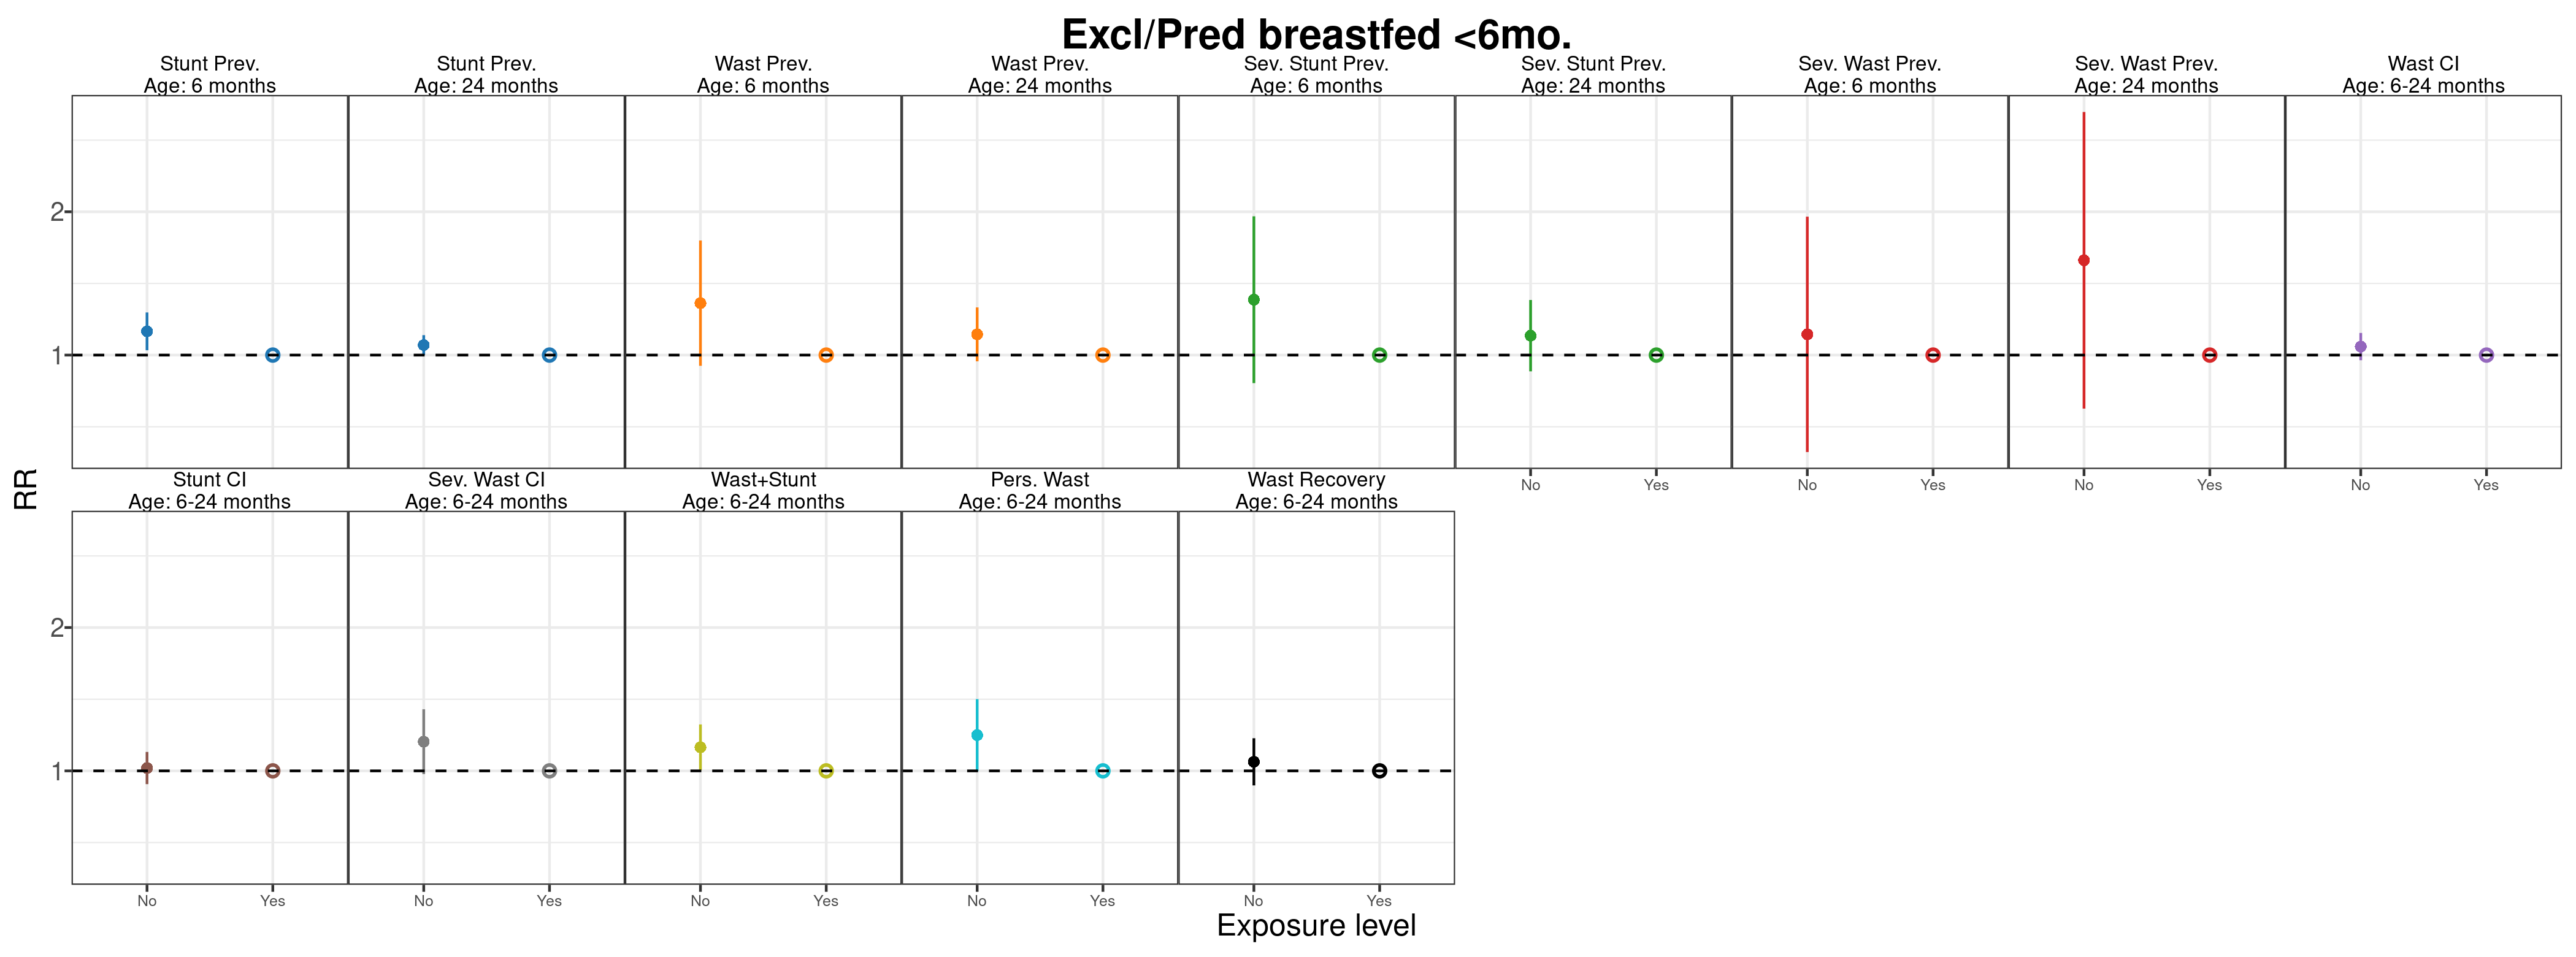 Excl/Pred breastfed <6mo.
Stunt Prev. Stunt Prev. Wast Prev. Wast Prev. Sev. Stunt Prev. Sev. Stunt Prev. Sev. Wast Prev. Sev. Wast Prev. Wast CI
Age: 6 months Age: 24 months Age: 6 months Age: 24 months Age: 6 months Age: 24 months Age: 6 months Age: 24 months Age: 6-24 months
2
1
No Yes No Yes No Yes No Yes
RR
Stunt CI Sev. Wast CI Wast+Stunt Pers. Wast Wast Recovery
Age: 6-24 months Age: 6-24 months Age: 6-24 months Age: 6-24 months Age: 6-24 months
2
1
No Yes No Yes No Yes No Yes No Yes
Exposure level